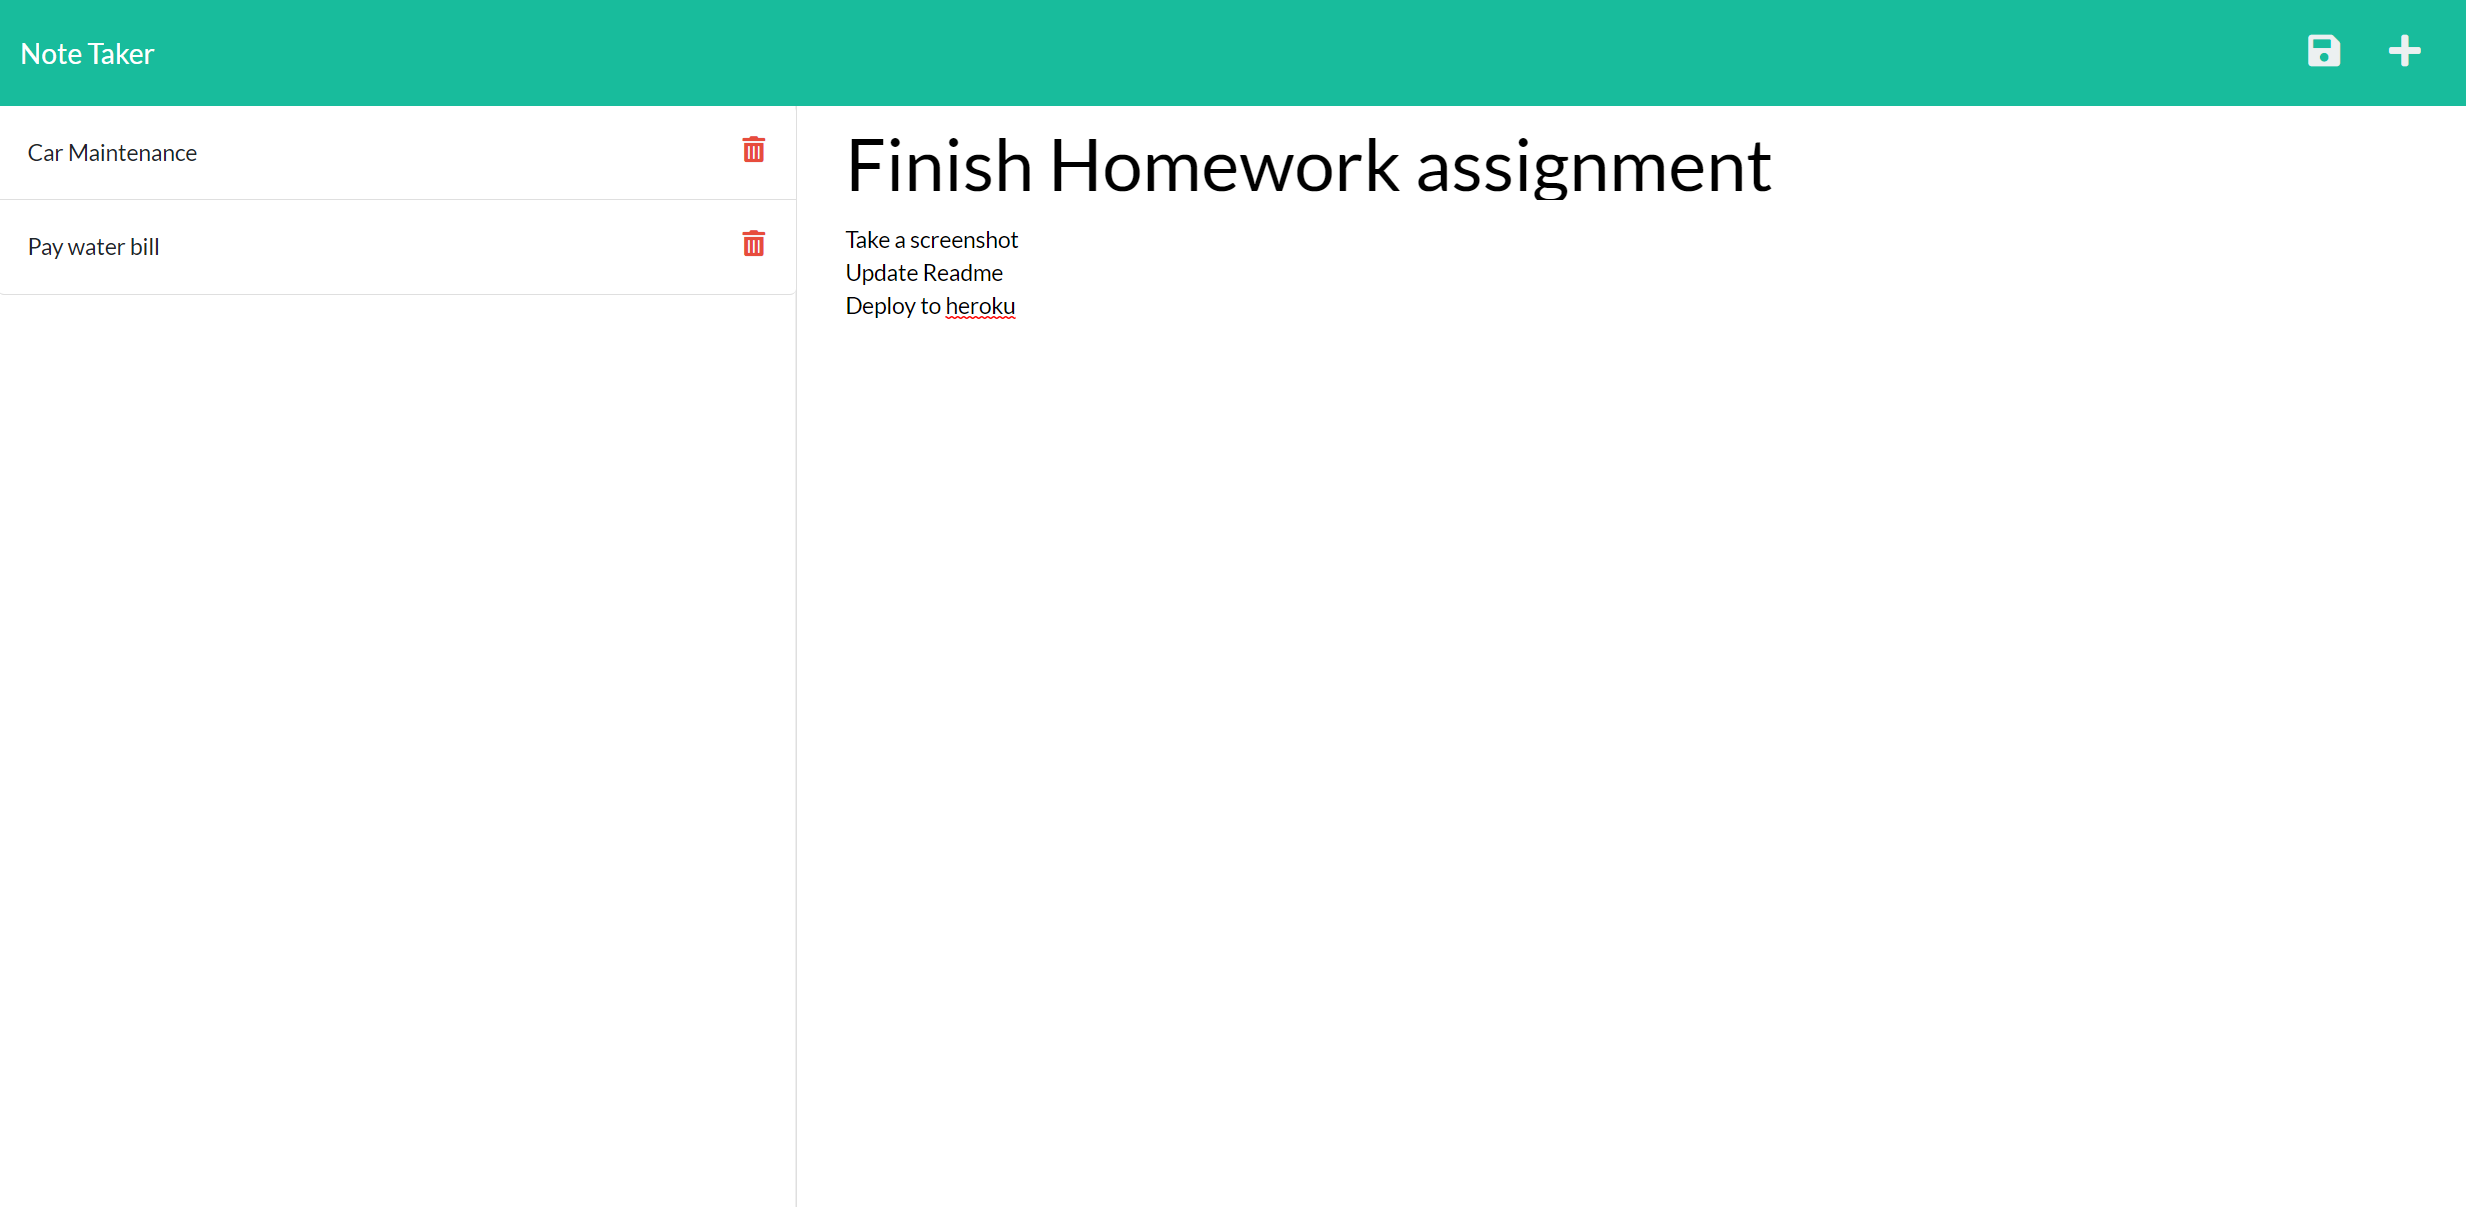 Note Taker
Car Maintenance
Pay water bill
Finish Homework assignment
Take a screenshot
Update Readme
Deploy to heroku